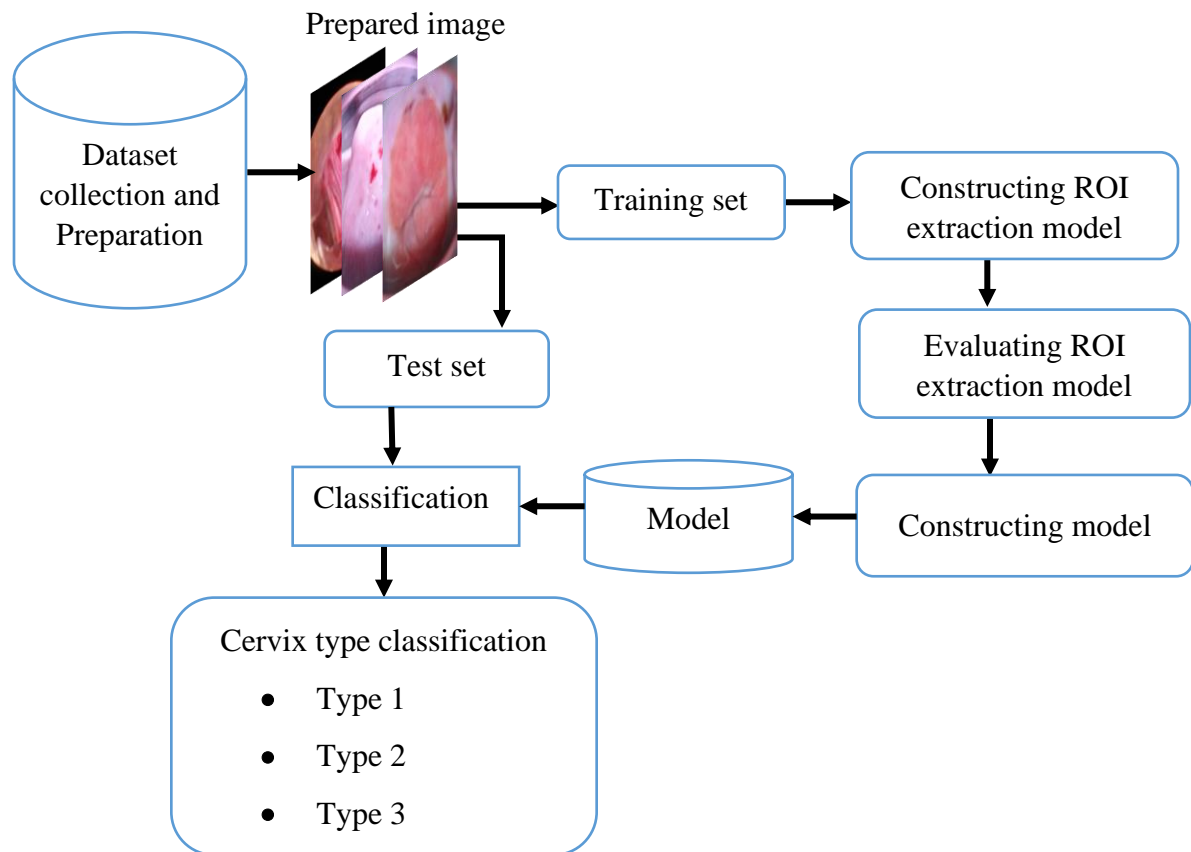 Prepared image
Dataset
collection and
Preparation
Training set
Constructing ROI
extraction model
Evaluating ROI
extraction model
Test set
Classification
Model
Constructing model
Cervix type classification
● Type 1
● Type 2
● Type 3